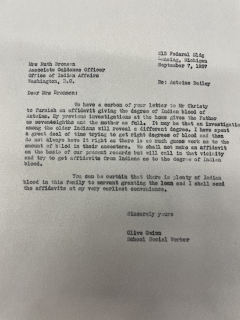 210 Federal Bldg
Lansing, Michigan
September 7, 1937
Mrs Ruth Bronson
Associate Guidance Officer
Office of Indian Affairs
Washington, D.C.
Re: Antoine Bailey
Dear Mrs Bronson:
We have a carbon of your letter to Mr Christy
to furnish an affidavit giving the degree of Indian blood of
Antoine. My previous investigations at the home gives the Father
as seven-eighths and the mother as full. It may be that an investigation
among the older Indians will reveal a different degree. I have spent
a great deal of time trying to get right degrees of blood and then
do not always have it right as there is so much guess work as to the
amount of blood in their ancestors. We shall not make an affidavit
on the basis of our present records but will call in that vicinity
and try to get affidavits from Indians as to the degree of Indian
blood.
You can be certain that there is plenty of Indian
blood in this family to warrant granting the loan and I shall send
the affidavits at my very earliest convenience.
Sincerely yours
Olive Gwinn
School Social Worker